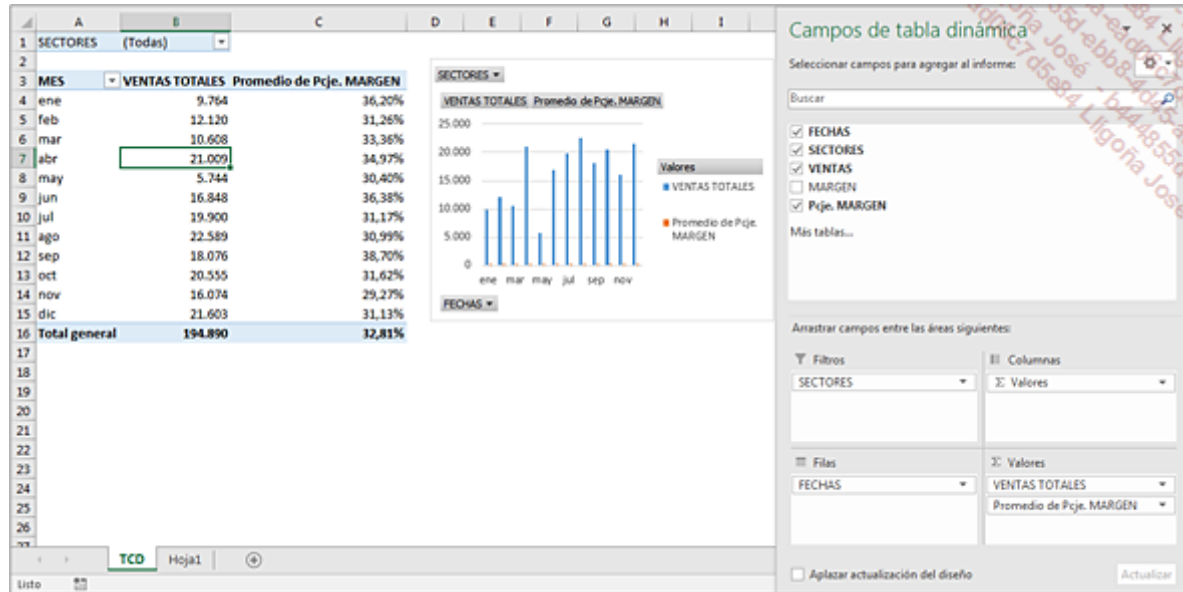 A B C D E F G H I
1 SECTORES (Todas)
2
3 MES VENTAS TOTALES Promedio de Pcje. MARGEN
4 ene 9.764 36,20%
5 feb 12.120 31,26%
6 mar 10.608 33,36%
7 abr 21.009 34,97%
8 may 5.744 30,40%
9 jun 16.848 36,38%
10 jul 19.900 31,17%
11 ago 22.589 30,99%
12 sep 18.076 38,70%
13 oct 20.555 31,62%
14 nov 16.074 29,27%
15 dic 21.603 31,13%
16 Total general 194.890 32,81%
17
18
19
20
21
22
23
24
25
26
27
SECTORES
VENTAS TOTALES Promedio de Pcje. MARGEN
25.000
20.000
15.000
10.000
5.000
0
ene mar may jul sep nov
Valores
VENTAS TOTALES
Promedio de Pcje.
MARGEN
FECHAS
TCD Hoja1
Listo
Campos de tabla dinámica
Seleccionar campos para agregar al informe:
Buscar
FECHAS
SECTORES
VENTAS
MARGEN
Pcje. MARGEN
Más tablas...
Arrastrar campos entre las áreas siguientes:
Filtros
SECTORES
Columnas
Σ Valores
Filas
FECHAS
Σ Valores
VENTAS TOTALES
Promedio de Pcje. MARGEN
Aplazar actualización del diseño
Actualizar
Lligoña José